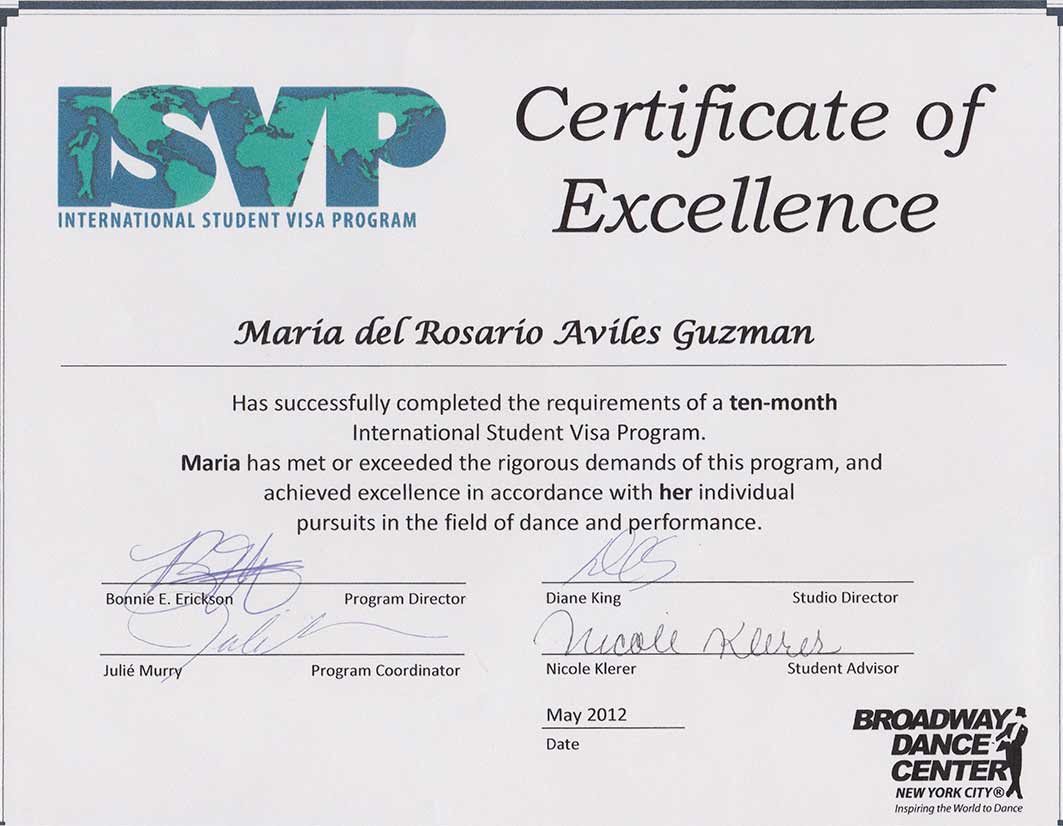 ISVP
INTERNATIONAL STUDENT VISA PROGRAM
Certificate of
Excellence
Maria del Rosario Aviles Guzman
Has successfully completed the requirements of a ten-month
International Student Visa Program.
Maria has met or exceeded the rigorous demands of this program, and
achieved excellence in accordance with her individual
pursuits in the field of dance and performance.
Bonnie E. Erickson Program Director
Diane King Studio Director
Julié Murry Program Coordinator
Nicole Klerer
Nicole Klerer Student Advisor
May 2012
Date
BROADWAY
DANCE
CENTER
NEW YORK CITY®
Inspiring the World to Dance